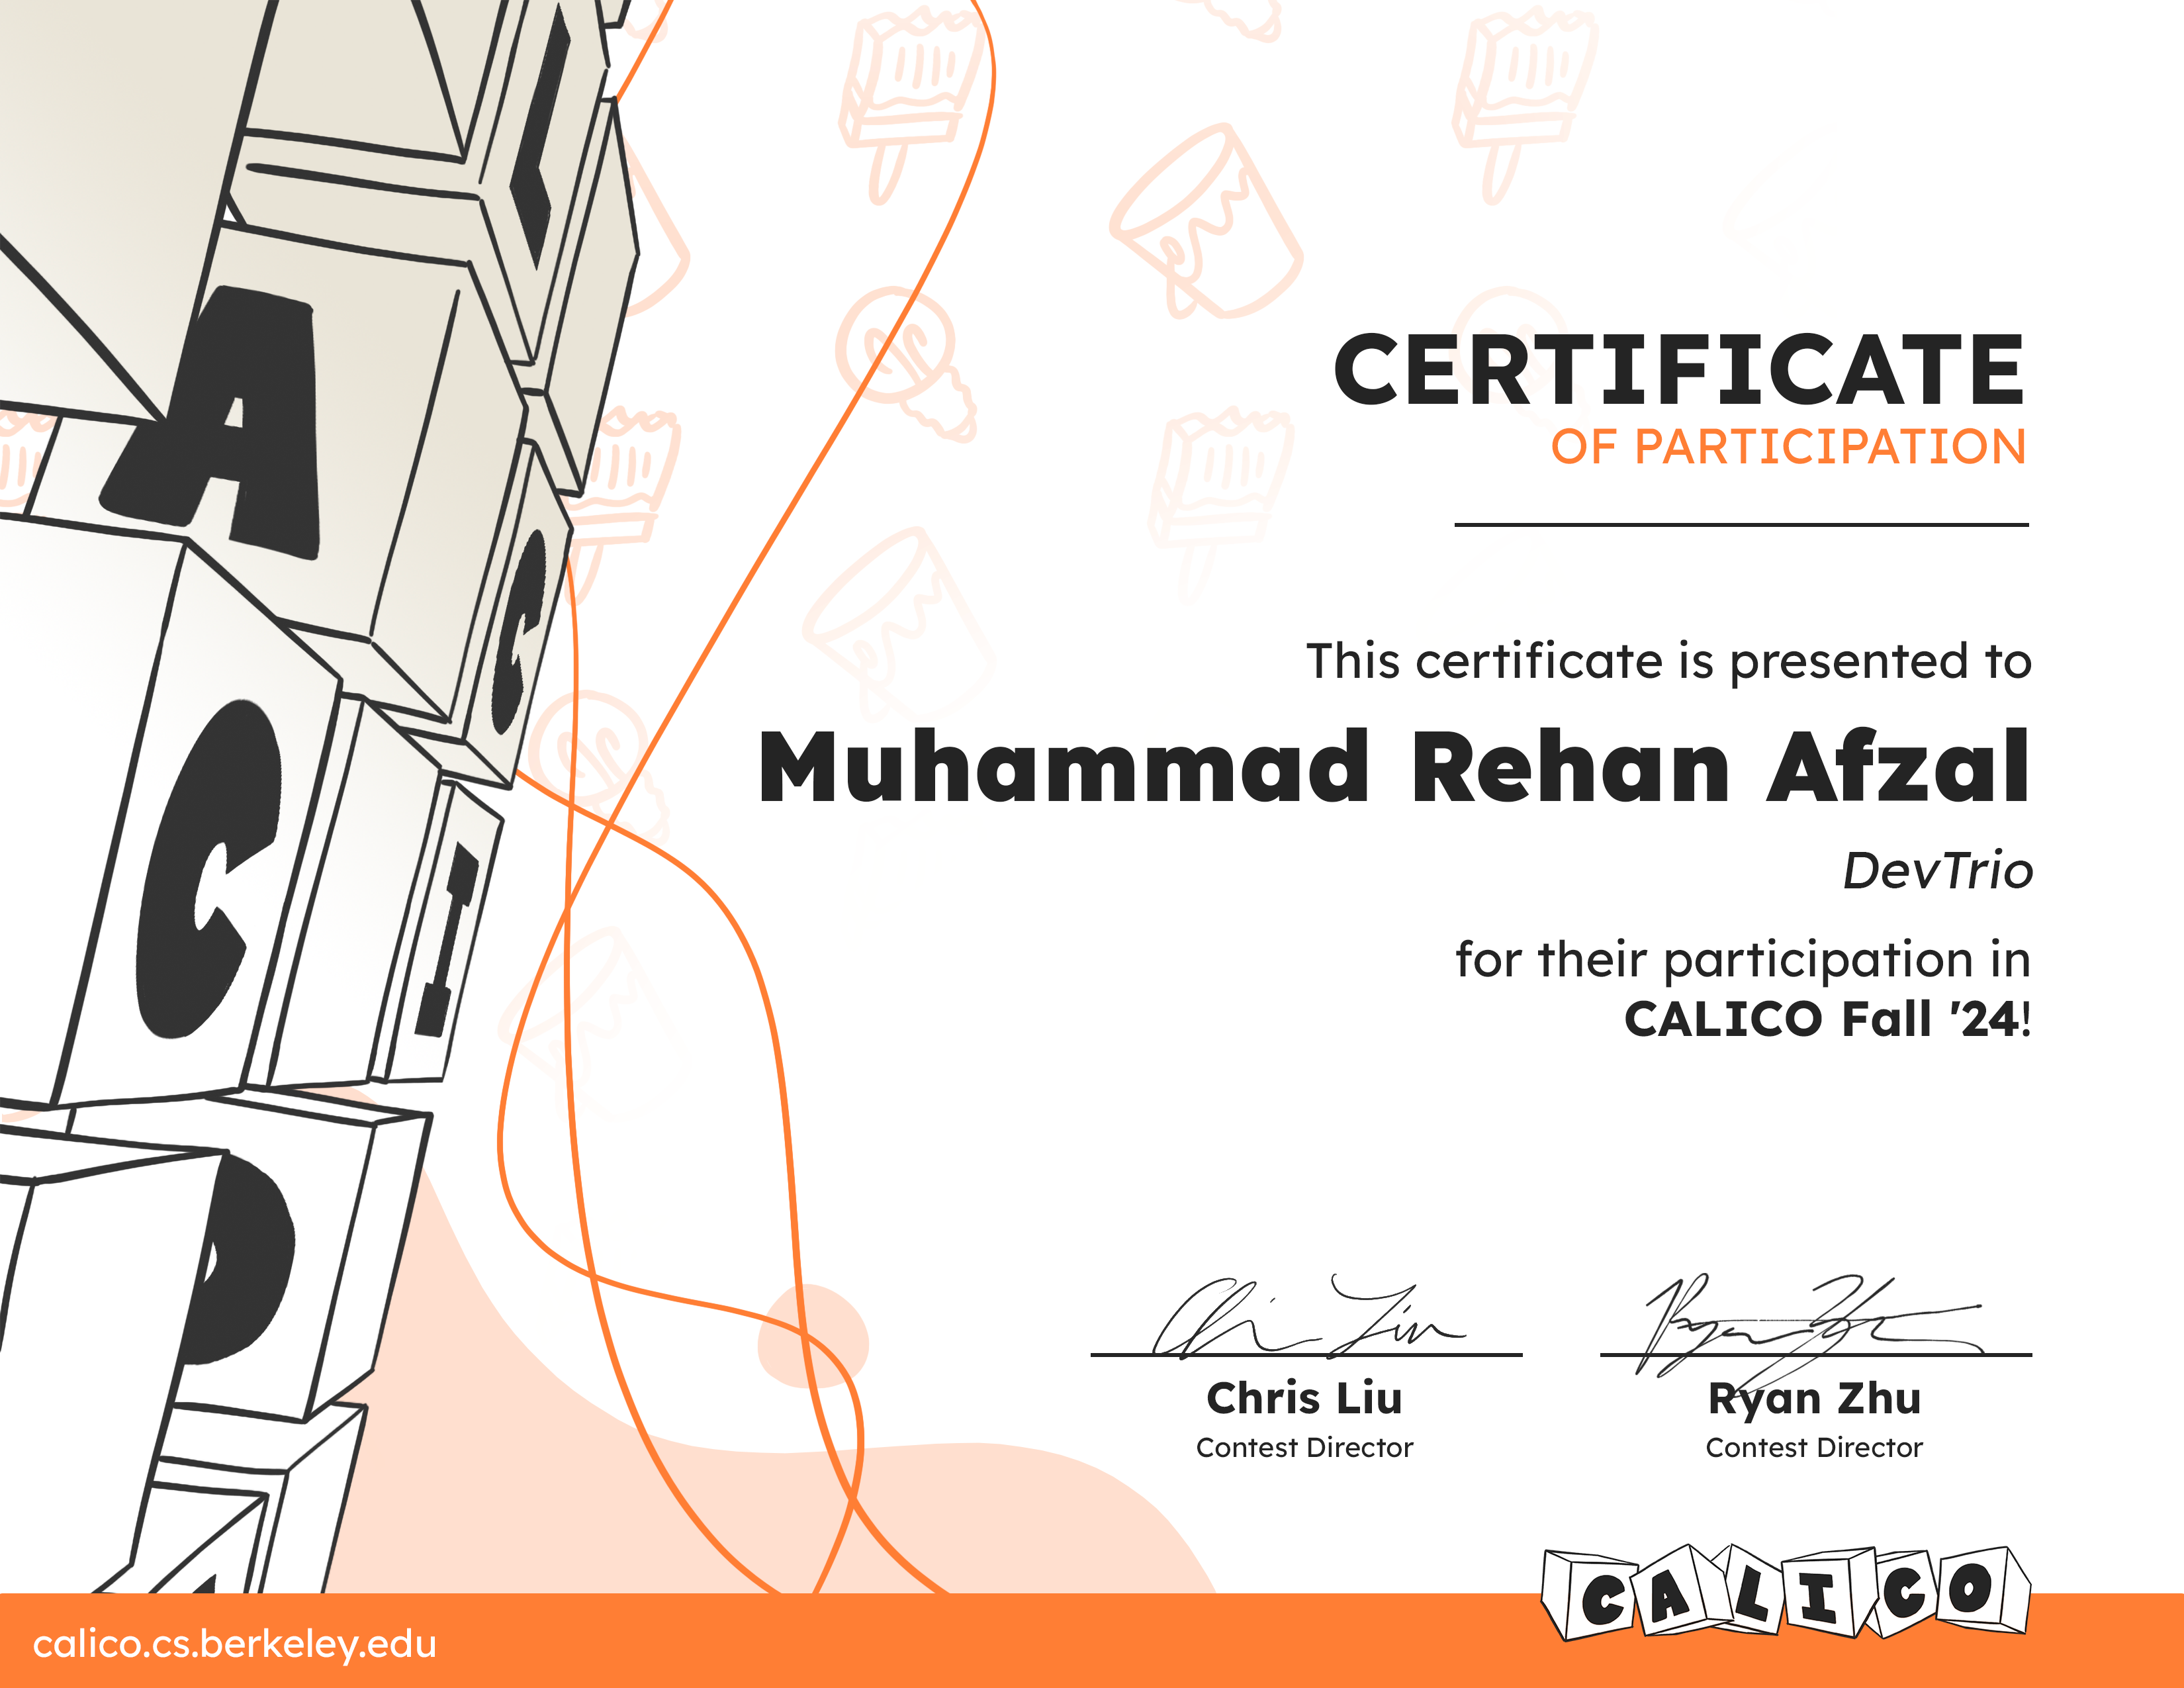 CERTIFICATE
OF PARTICIPATION
This certificate is presented to
Muhammad Rehan Afzal
DevTrio
for their participation in
CALICO Fall '24!
Chris Liu
Contest Director
Ryan Zhu
Contest Director
CALICO
calico.cs.berkeley.edu
L
A
C
C
I
P